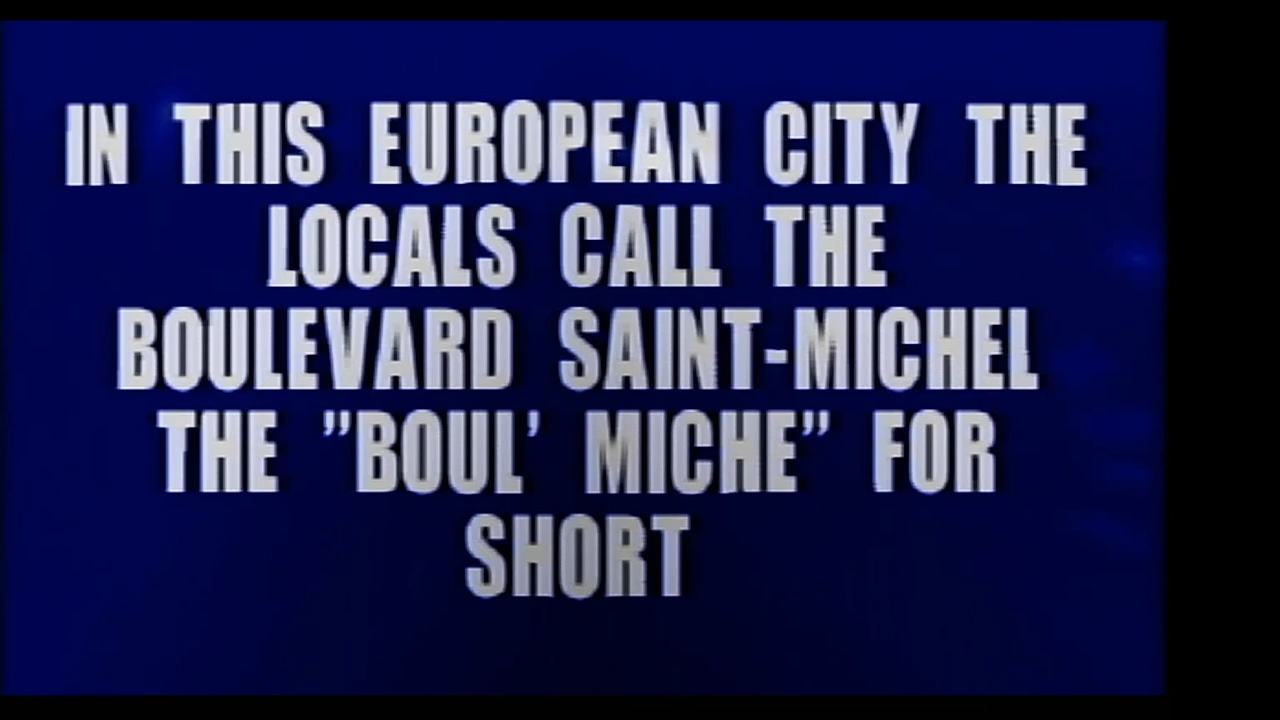 IN THIS EUROPEAN CITY THE
LOCALS CALL THE
BOULEVARD SAINT-MICHEL
THE "BOUL' MICHE" FOR
SHORT